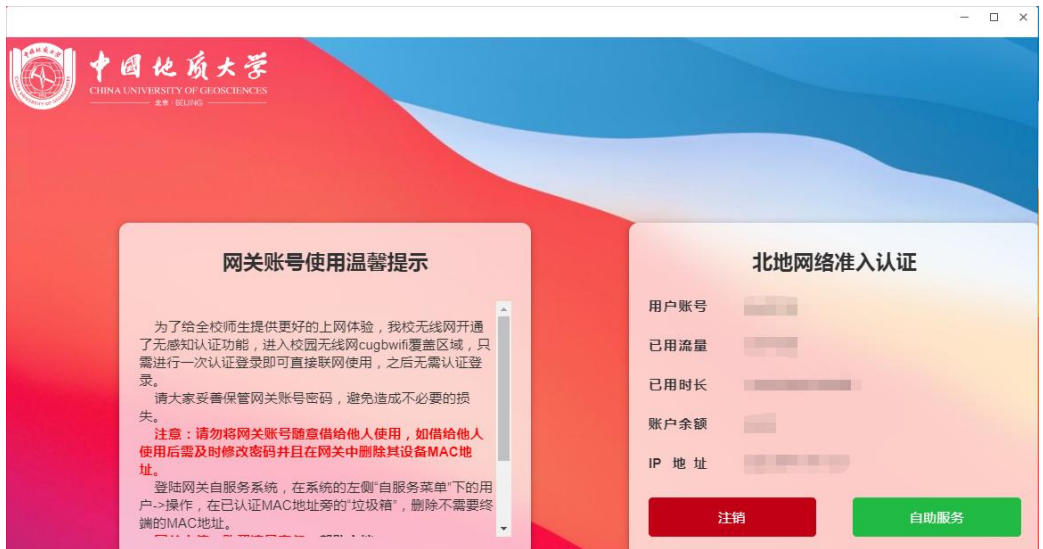 中国地质大学
CHINA UNIVERSITY OF GEOSCIENCES
北京·BEIJING
网关账号使用温馨提示
为了给全校师生提供更好的上网体验，我校无线网开通
了无感知认证功能，进入校园无线网cugbwifi覆盖区域，只
需进行一次认证登录即可直接联网使用，之后无需认证登
录。
请大家妥善保管网关账号密码，避免造成不必要的损
失。
注意：请勿将网关账号随意借给他人使用，如借给他人
使用后需及时修改密码并且在网关中删除其设备MAC地
址。
登陆网关自服务系统，在系统的左侧“自服务菜单”下的用
户->操作，在已认证MAC地址旁的“垃圾箱”，删除不需要终
端的MAC地址。
北地网络准入认证
用户账号
已用流量
已用时长
账户余额
IP 地 址
注销
自助服务